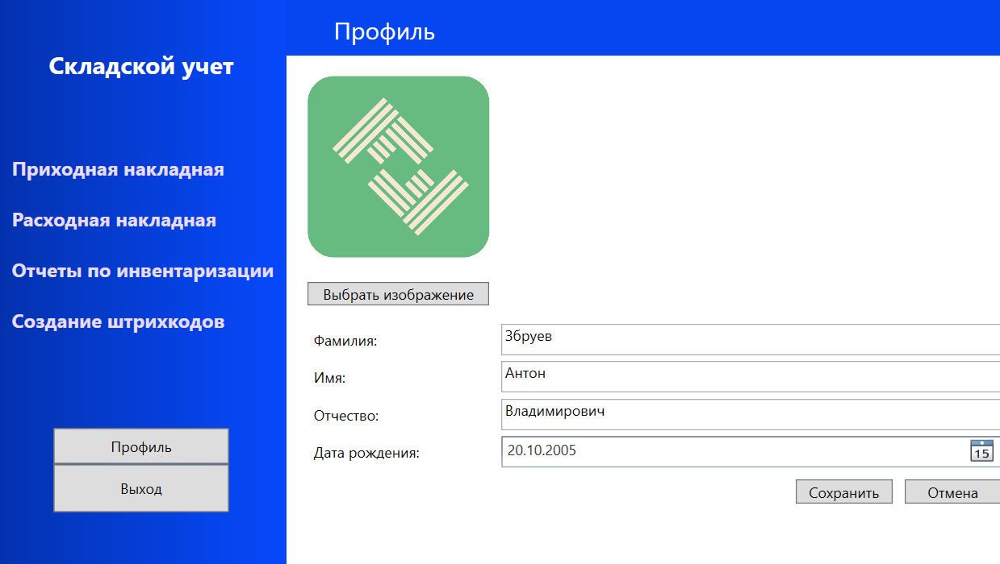 Складской учет
Приходная накладная
Расходная накладная
Отчеты по инвентаризации
Создание штрихкодов
Профиль
Выход
Профиль
Выбрать изображение
Фамилия:
Збруев
Имя:
Антон
Отчество:
Владимирович
Дата рождения:
20.10.2005
15
Сохранить
Отмена